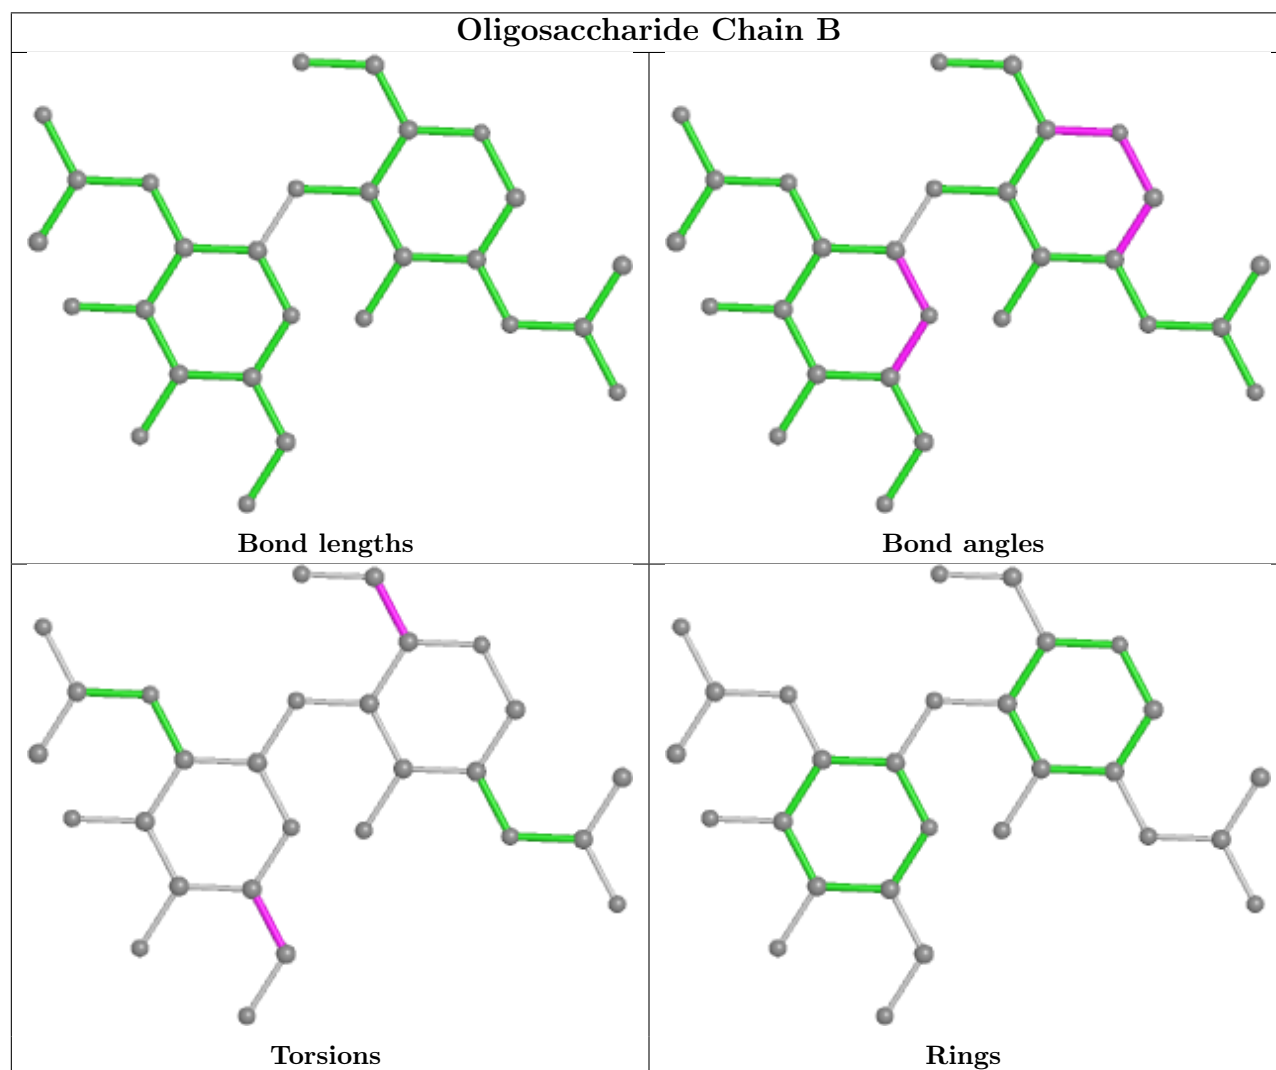 Oligosaccharide Chain B
Bond lengths
Bond angles
Torsions
Rings